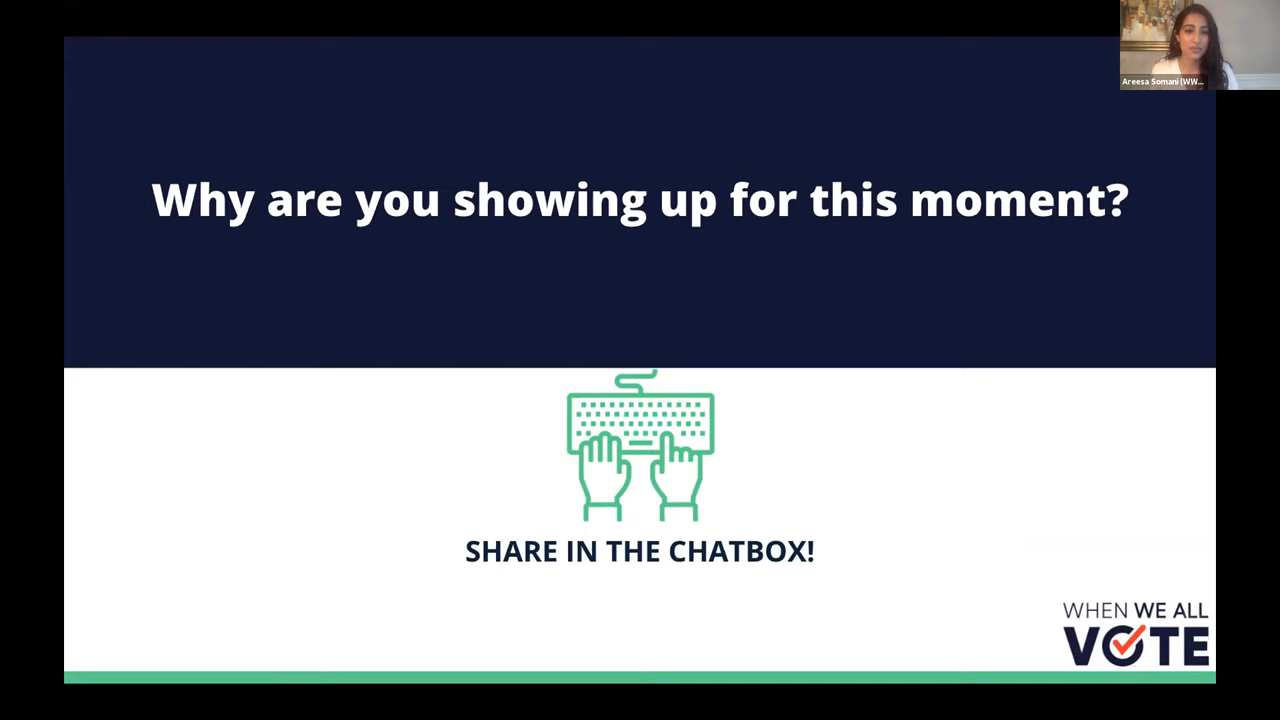 Areesa Somani (WW...
Why are you showing up for this moment?
SHARE IN THE CHATBOX!
WHEN WE ALL
VOTE